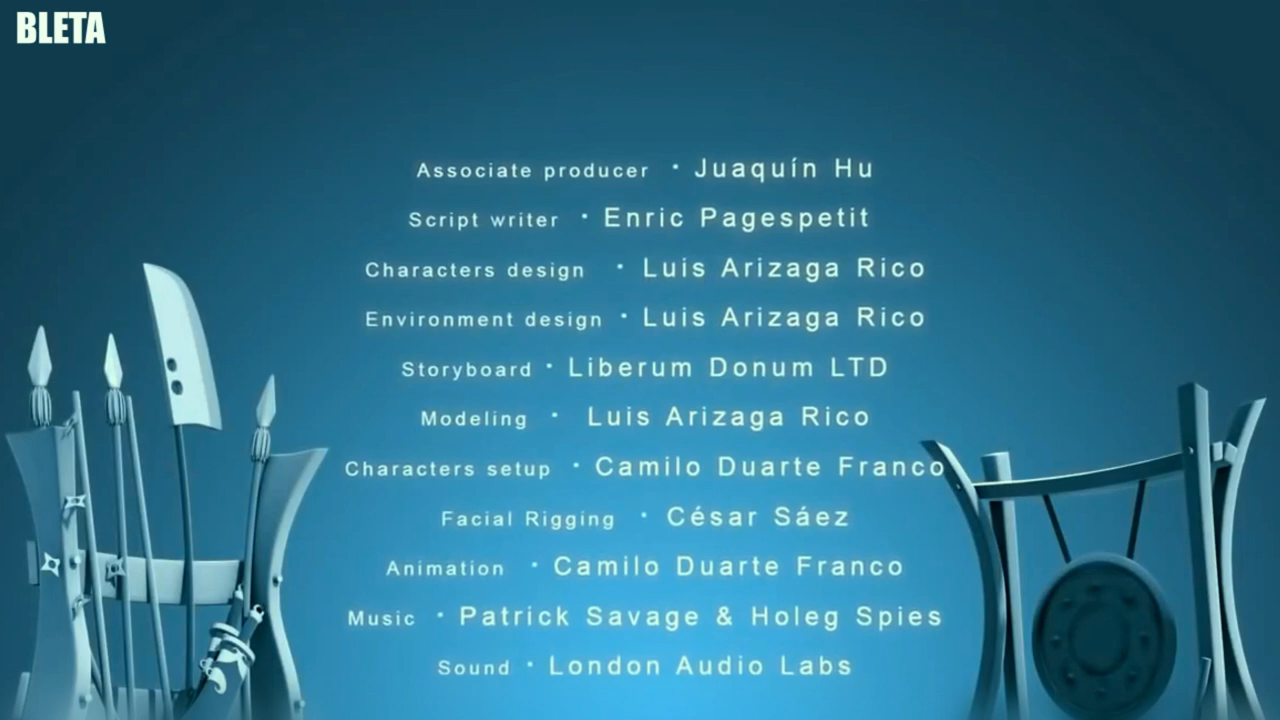 BLETA
Associate producer · Juaquín Hu
Script writer · Enric Pagespetit
Characters design · Luis Arizaga Rico
Environment design · Luis Arizaga Rico
Storyboard · Liberum Donum LTD
Modeling · Luis Arizaga Rico
Characters setup · Camilo Duarte Franco
Facial Rigging · César Sáez
Animation · Camilo Duarte Franco
Music · Patrick Savage & Holeg Spies
Sound · London Audio Labs